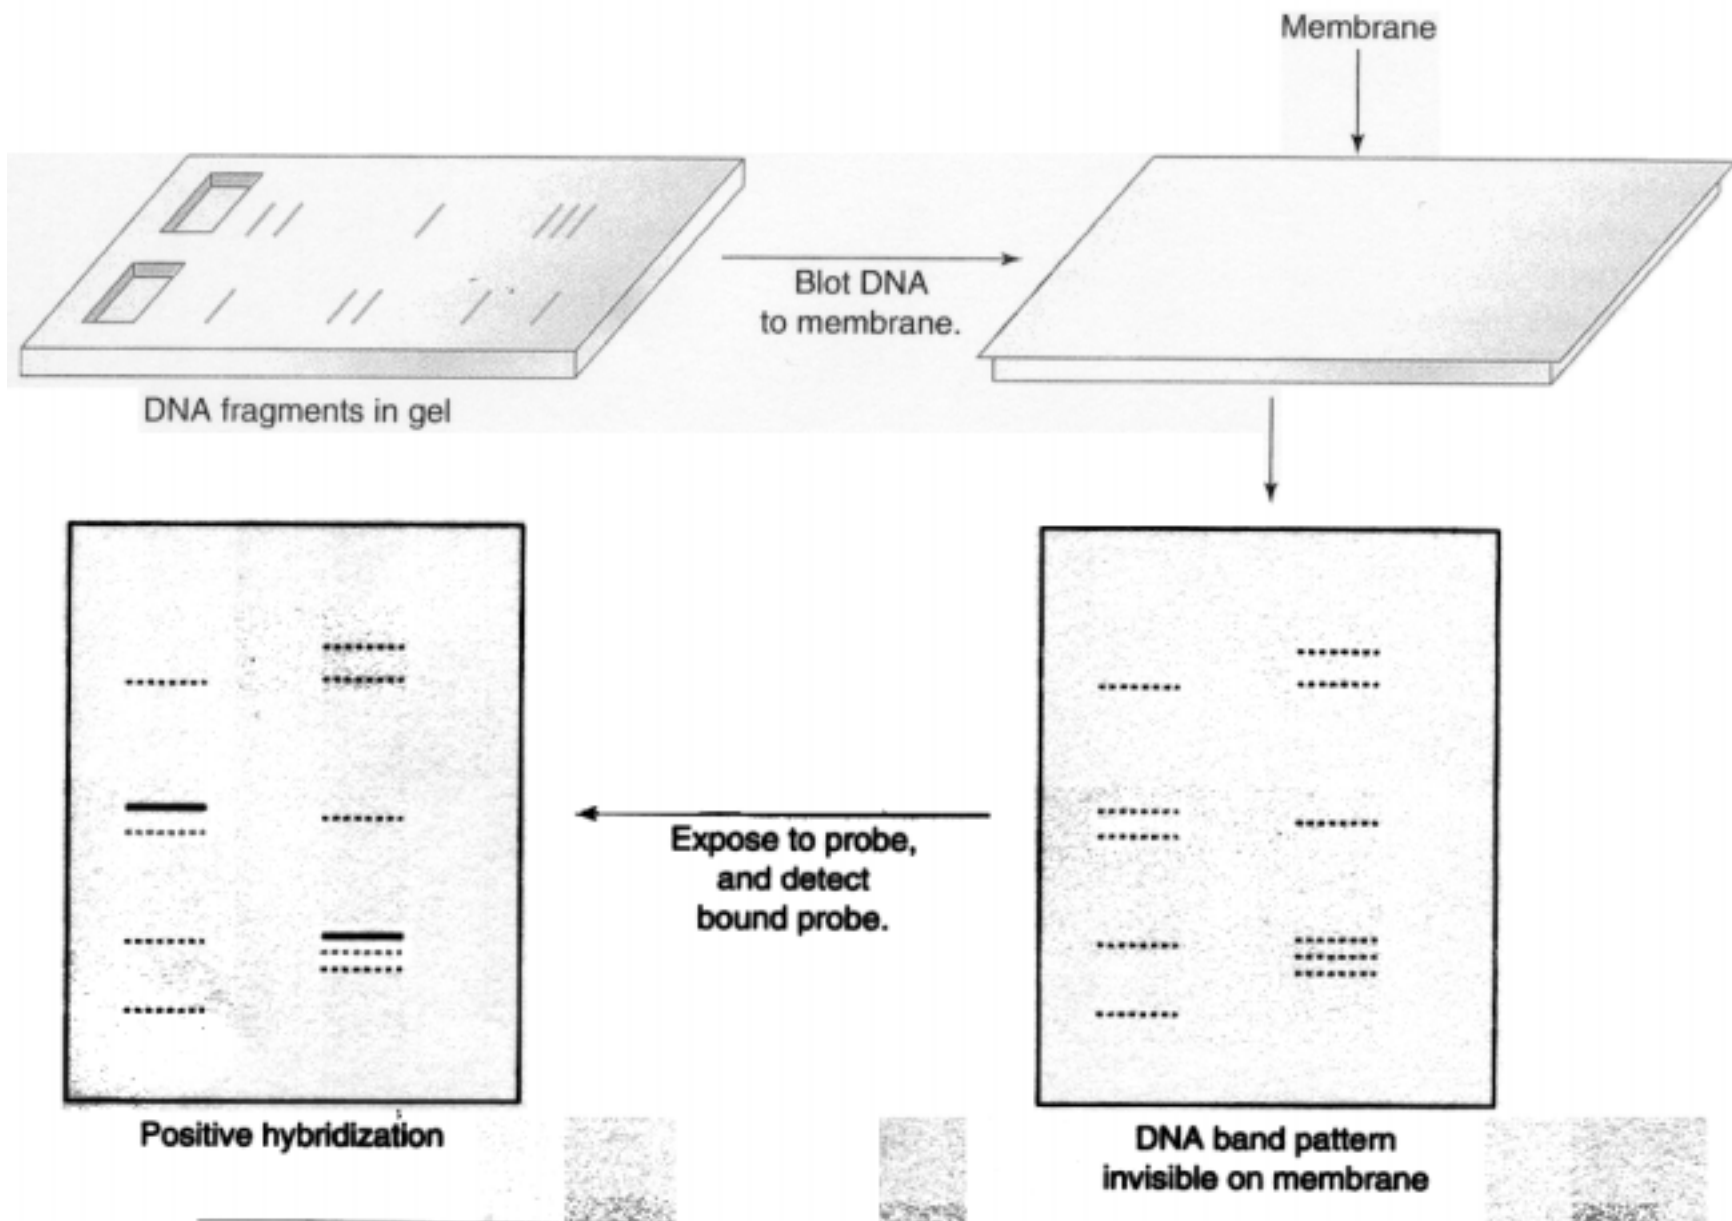 Membrane
Blot DNA
to membrane.
DNA fragments in gel
Expose to probe,
and detect
bound probe.
Positive hybridization
DNA band pattern
invisible on membrane